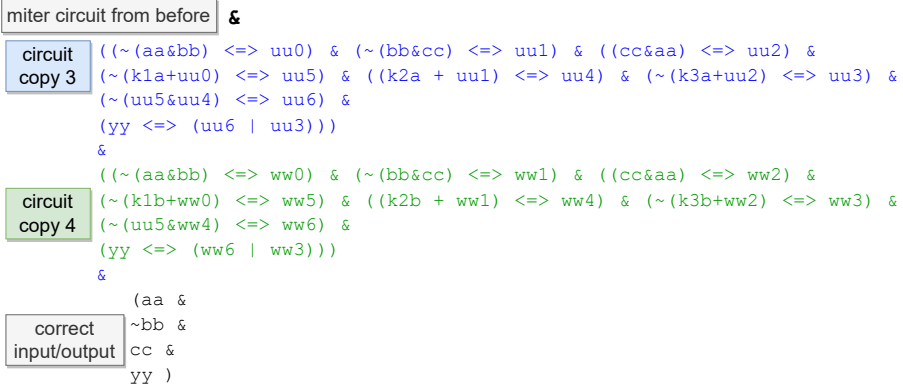 miter circuit from before &
circuit copy 3
((~(aa&bb) <=> uu0) & (~(bb&cc) <=> uu1) & ((cc&aa) <=> uu2) &
(~(k1a+uu0) <=> uu5) & ((k2a + uu1) <=> uu4) & (~(k3a+uu2) <=> uu3) &
(~(uu5&uu4) <=> uu6) &
(yy <=> (uu6 | uu3)))
&
circuit copy 4
((~(aa&bb) <=> ww0) & (~(bb&cc) <=> ww1) & ((cc&aa) <=> ww2) &
(~(k1b+ww0) <=> ww5) & ((k2b + ww1) <=> ww4) & (~(k3b+ww2) <=> ww3) &
(~(uu5&ww4) <=> ww6) &
(yy <=> (ww6 | ww3)))
&
correct input/output
(aa &
~bb &
cc &
yy )